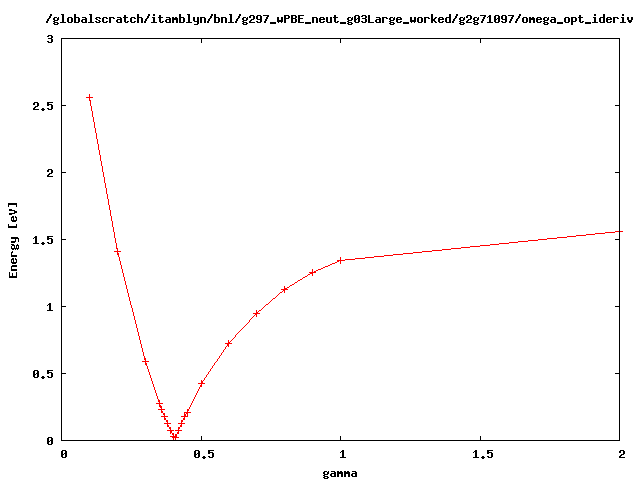 /globalscratch/itamblyn/bnl/g297_wPBE_neut_g03Large_worked/g2g71097/omega_opt_ideriv
3
2.5
2
1.5
1
0.5
0
Energy [eV]
0 0.5 1 1.5 2
gamma